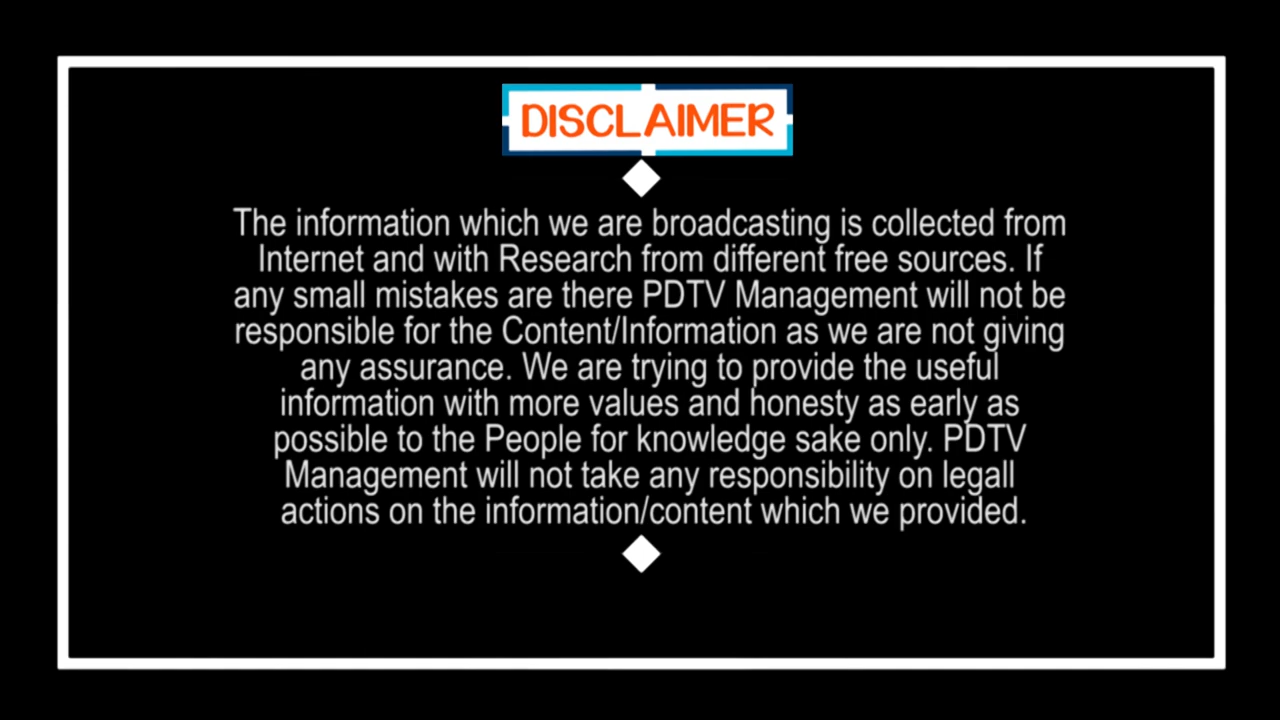 DISCLAIMER
The information which we are broadcasting is collected from
Internet and with Research from different free sources. If
any small mistakes are there PDTV Management will not be
responsible for the Content/Information as we are not giving
any assurance. We are trying to provide the useful
information with more values and honesty as early as
possible to the People for knowledge sake only. PDTV
Management will not take any responsibility on legall
actions on the information/content which we provided.